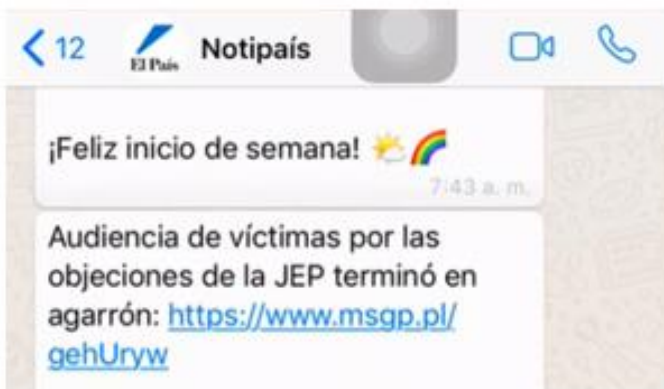 12 El País Notipaís
¡Feliz inicio de semana! 🌤️🌈
7:43 a. m.
Audiencia de víctimas por las
objeciones de la JEP terminó en
agarrón: https://www.msgp.pl/
gehUryw